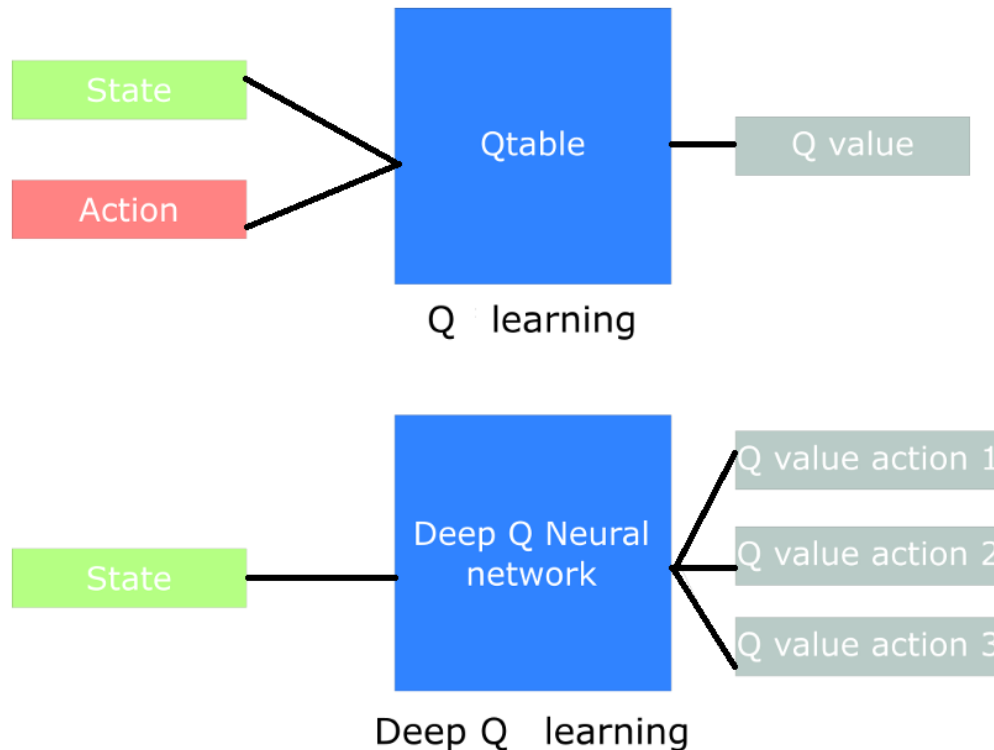 State
Action
Qtable
Q value
Q learning
State
Deep Q Neural
network
Q value action 1
Q value action 2
Q value action 3
Deep Q learning